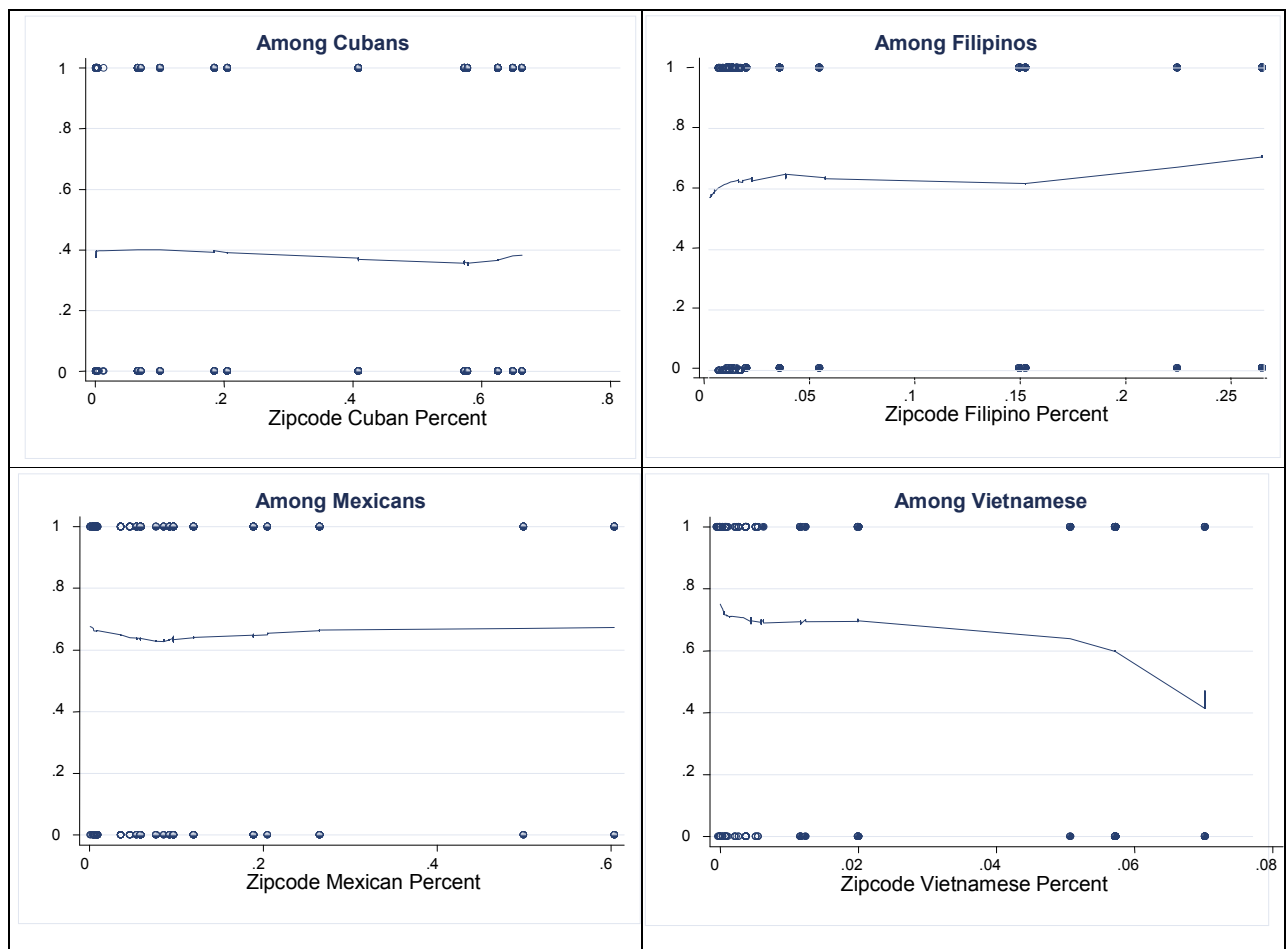 Among Cubans
1
.8
.6
.4
.2
0
0 .2 .4 .6 .8
Zipcode Cuban Percent
Among Filipinos
1
.8
.6
.4
.2
0
0 .05 .1 .15 .2 .25
Zipcode Filipino Percent
Among Mexicans
1
.8
.6
.4
.2
0
0 .2 .4 .6
Zipcode Mexican Percent
Among Vietnamese
1
.8
.6
.4
.2
0
0 .02 .04 .06 .08
Zipcode Vietnamese Percent